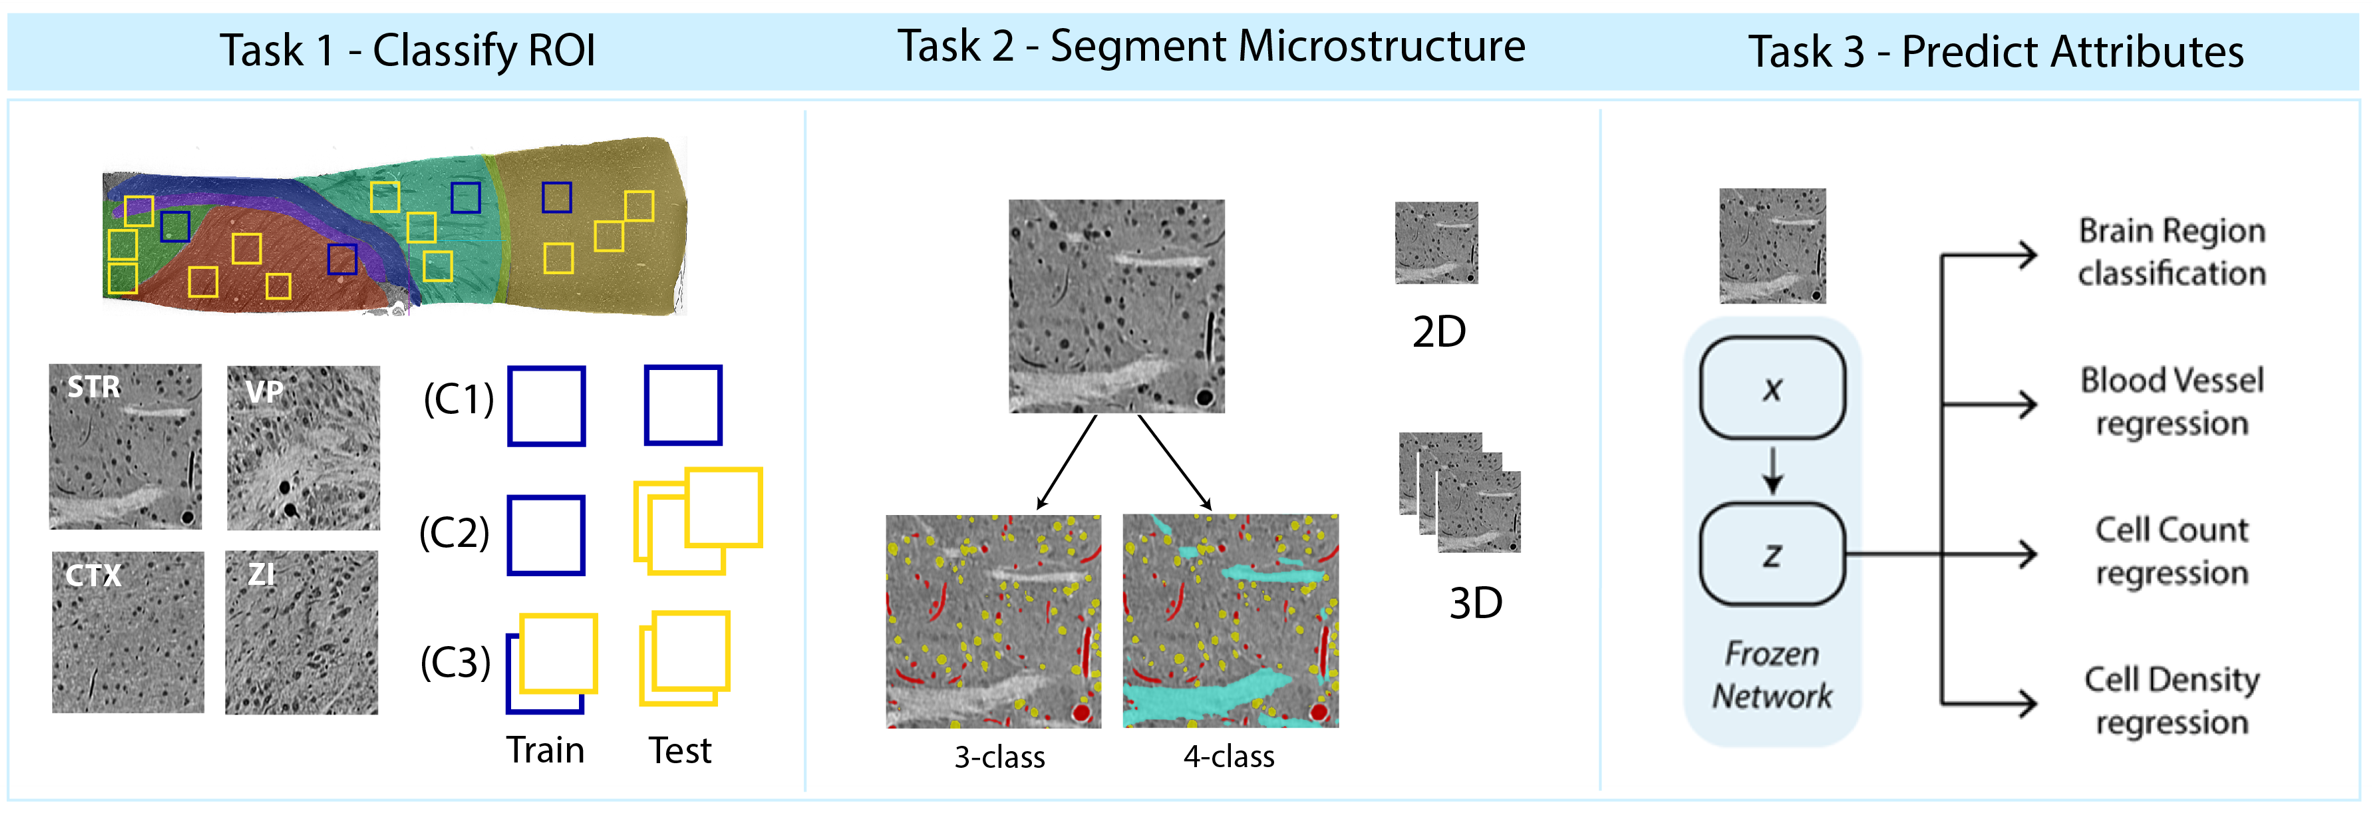 Task 1 - Classify ROI
Task 2 - Segment Microstructure
Task 3 - Predict Attributes
STR
VP
CTX
ZI
(C1)
(C2)
(C3)
Train
Test
3-class
4-class
2D
3D
x
z
Frozen
Network
Brain Region
classification
Blood Vessel
regression
Cell Count
regression
Cell Density
regression